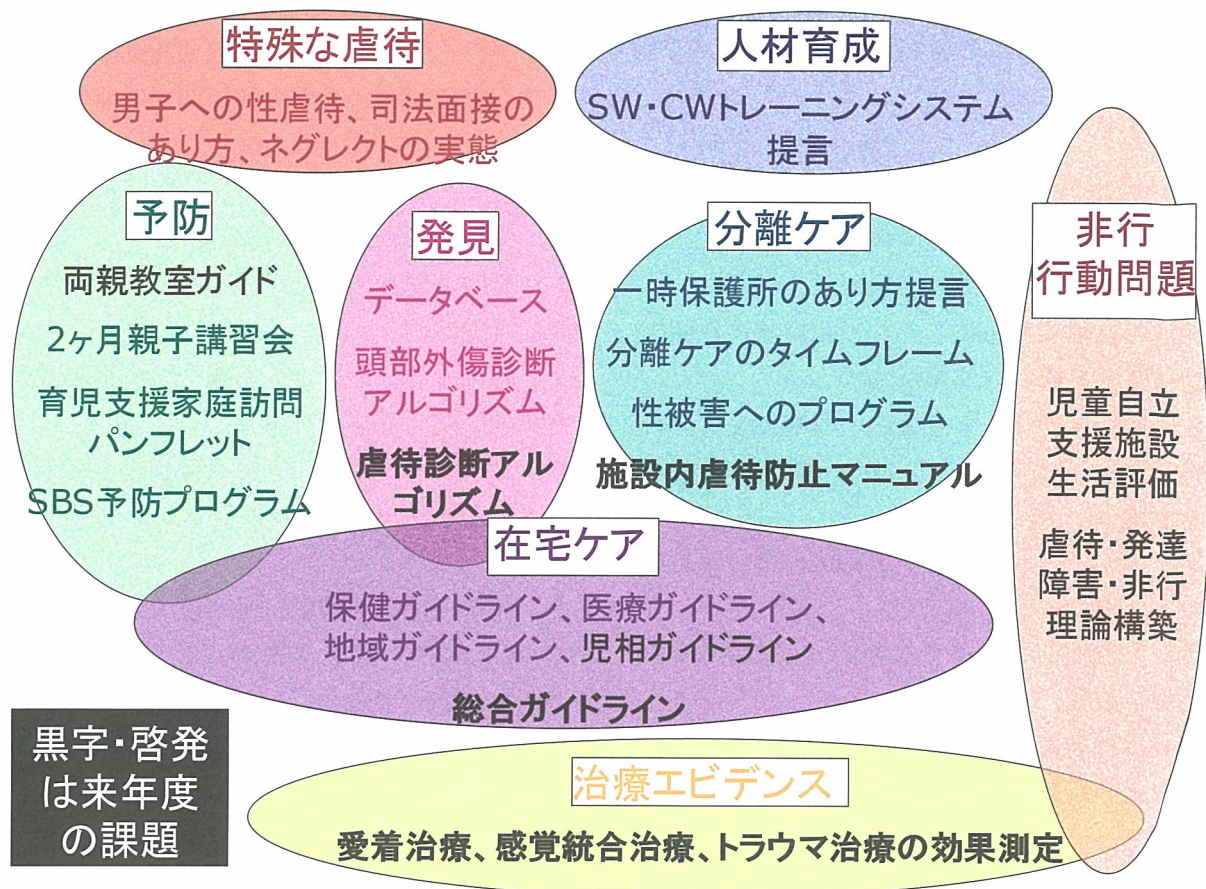 特殊な虐待
男子への性虐待、司法面接の
あり方、ネグレクトの実態
人材育成
SW・CWトレーニングシステム
提言
予防
両親教室ガイド
2ヶ月親子講習会
育児支援家庭訪問
パンフレット
SBS予防プログラム
発見
データベース
頭部外傷診断
アルゴリズム
虐待診断アル
ゴリズム
分離ケア
一時保護所のあり方提言
分離ケアのタイムフレーム
性被害へのプログラム
施設内虐待防止マニュアル
非行
行動問題
児童自立
支援施設
生活評価
虐待・発達
障害・非行
理論構築
在宅ケア
保健ガイドライン、医療ガイドライン、
地域ガイドライン、児相ガイドライン
総合ガイドライン
黒字・啓発
は来年度
の課題
治療エビデンス
愛着治療、感覚統合治療、トラウマ治療の効果測定